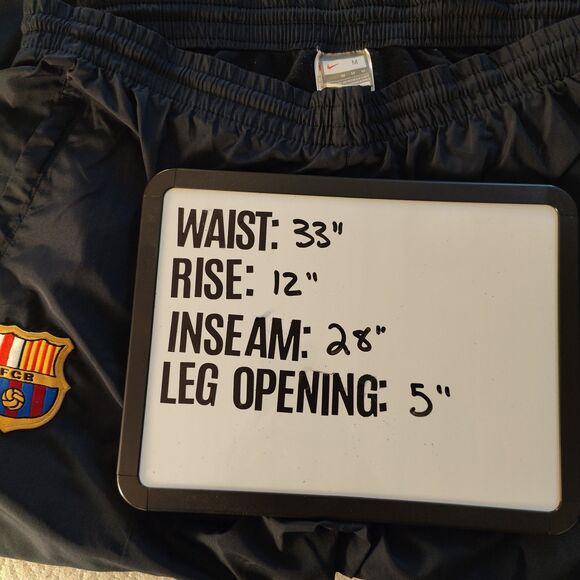 M
WAIST: 33"
RISE: 12"
INSEAM: 28"
LEG OPENING: 5"
FCB